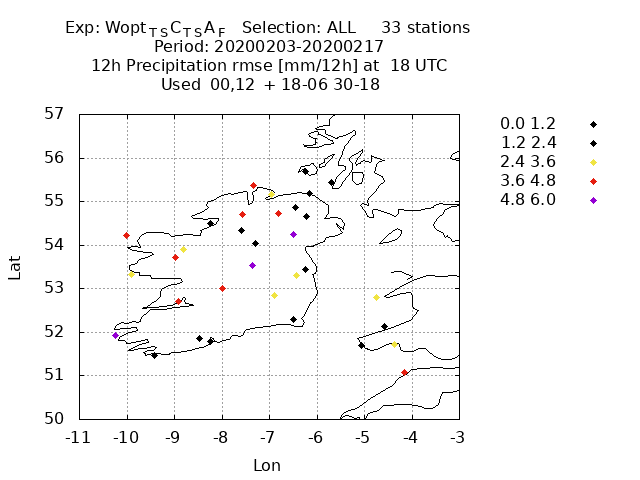 Exp: Wopt T S C T S A F   Selection: ALL     33 stations
Period: 20200203-20200217
12h Precipitation rmse [mm/12h] at  18 UTC
Used  00,12  + 18-06 30-18
57
56
55
54
53
52
51
50
-11 -10 -9 -8 -7 -6 -5 -4 -3
Lat
Lon
0.0 1.2
1.2 2.4
2.4 3.6
3.6 4.8
4.8 6.0